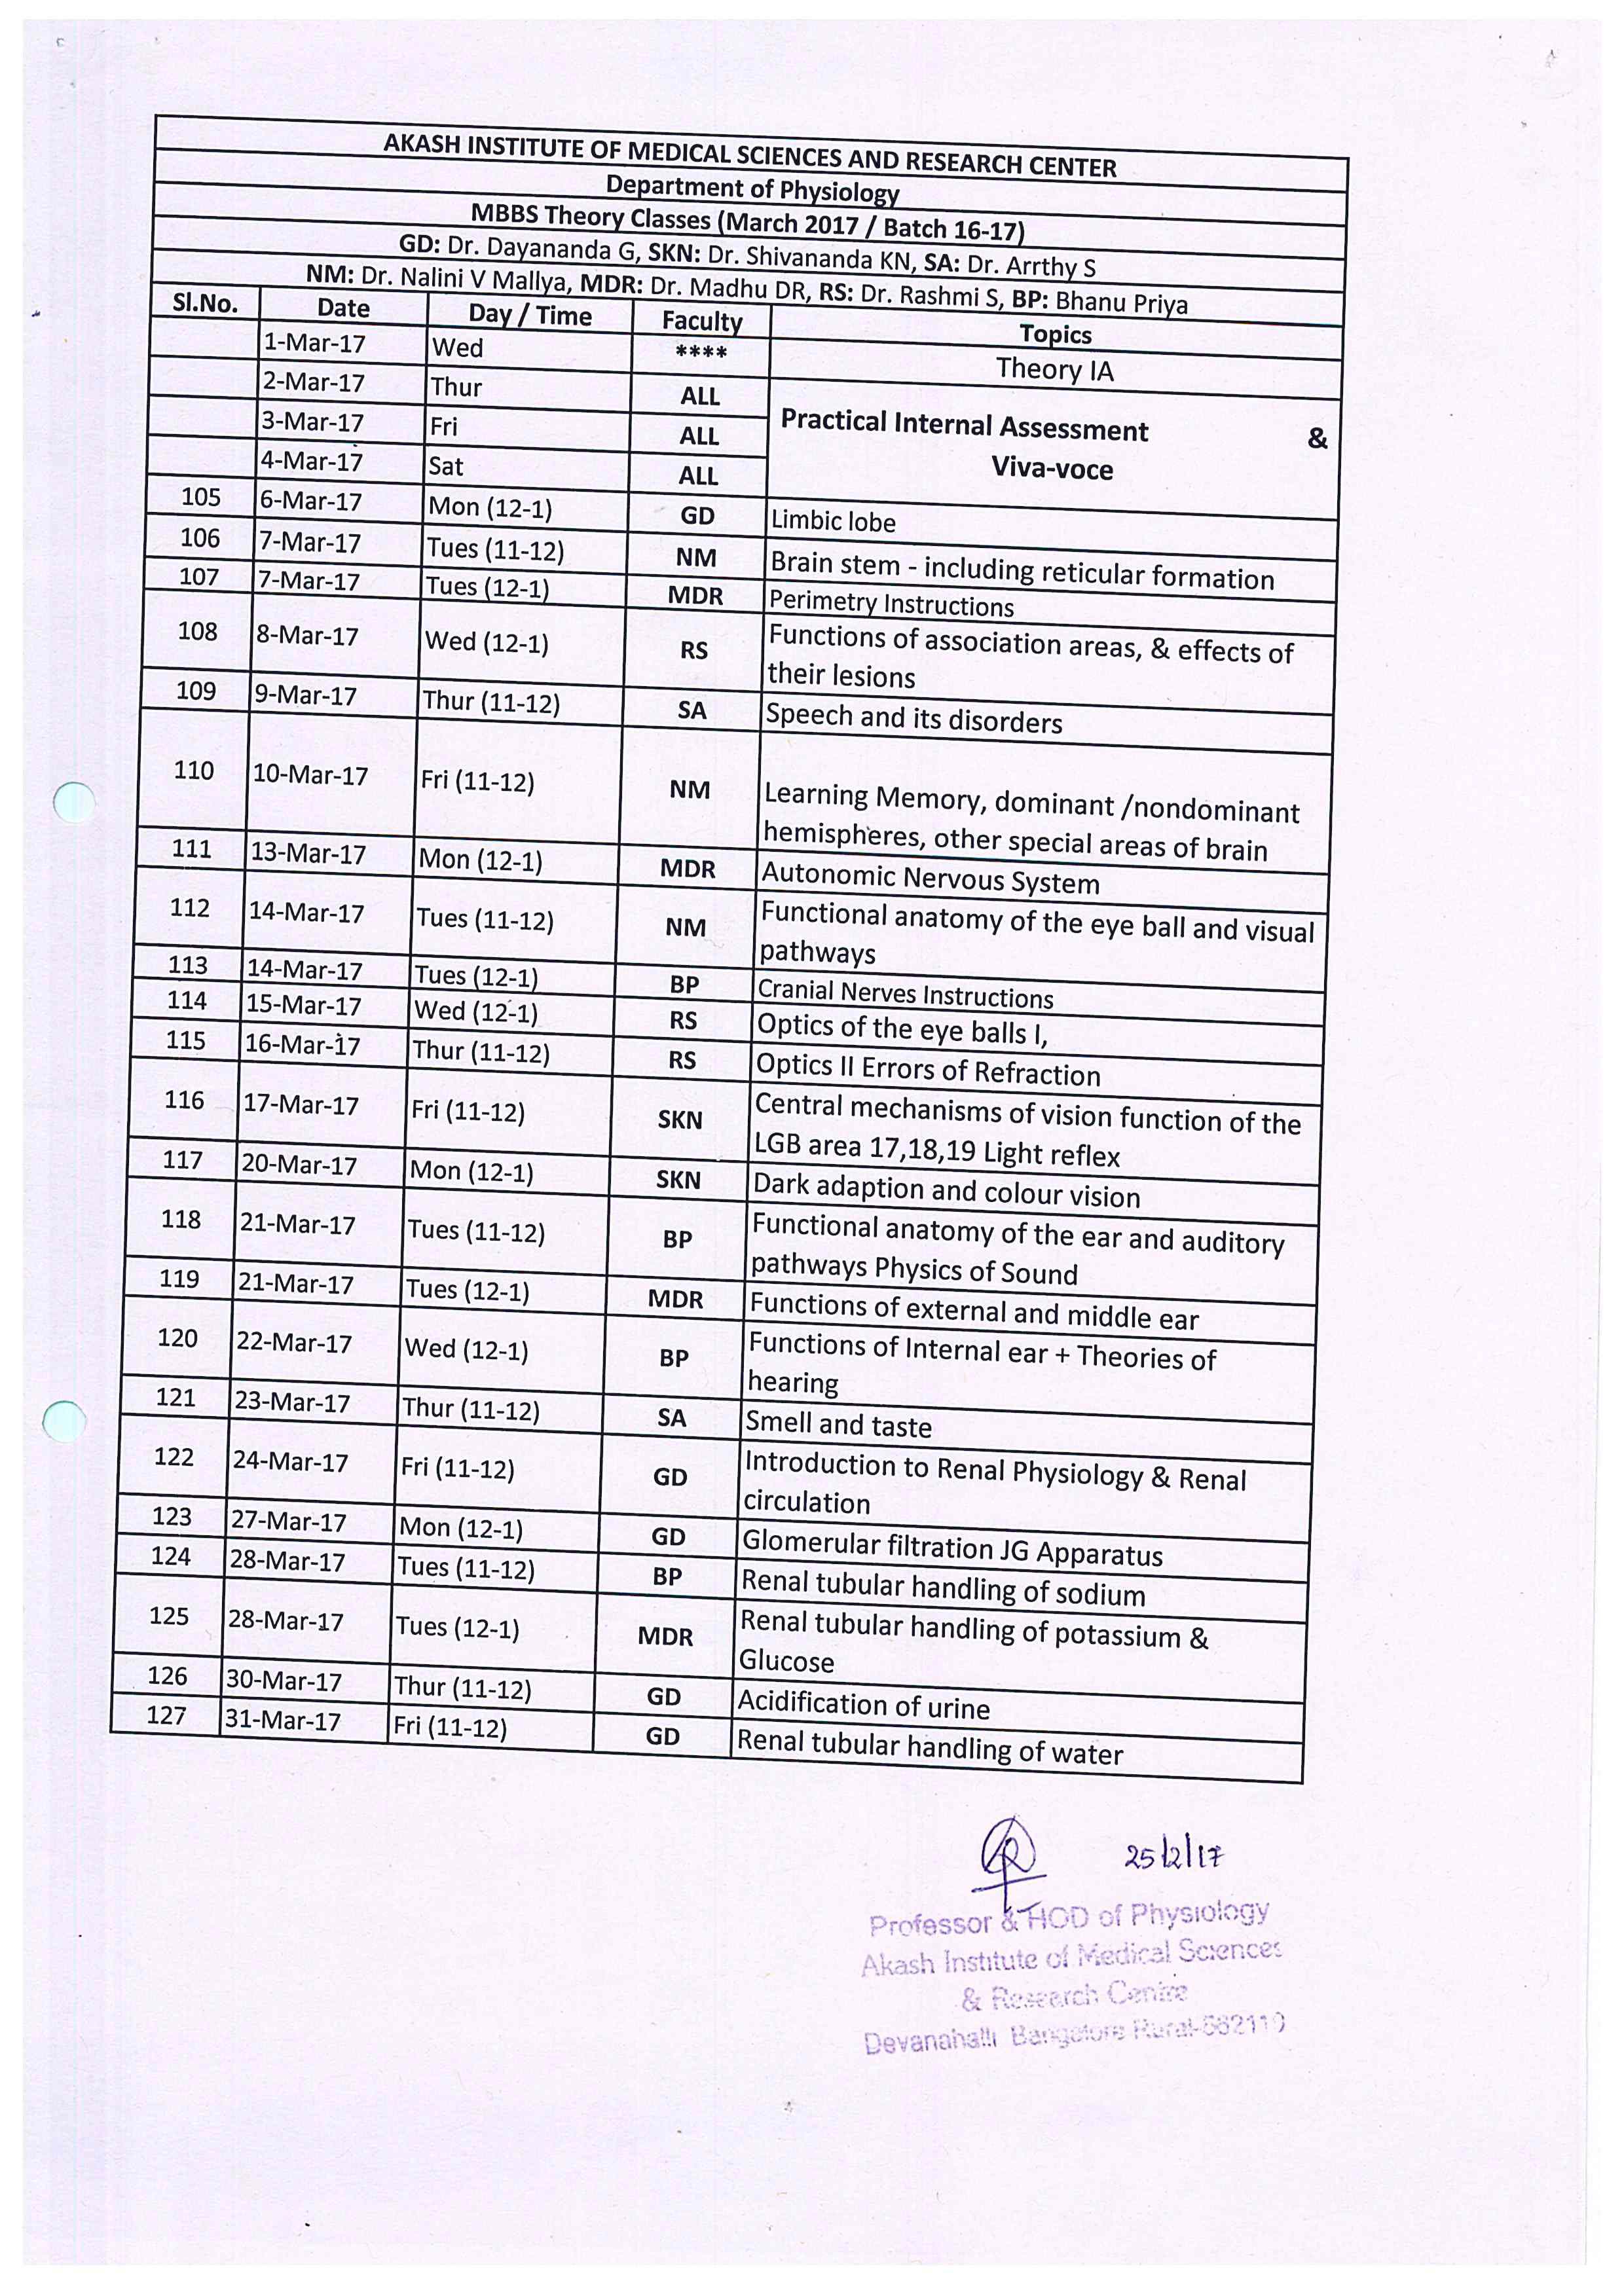 AKASH INSTITUTE OF MEDICAL SCIENCES AND RESEARCH CENTER
Department of Physiology
MBBS Theory Classes (March 2017 / Batch 16-17)
GD: Dr. Dayananda G, SKN: Dr. Shivananda KN, SA: Dr. Arrthy S
NM: Dr. Nalini V Mallya, MDR: Dr. Madhu DR, RS: Dr. Rashmi S, BP: Bhanu Priya
Sl.No. Date Day / Time Faculty Topics
1-Mar-17 Wed **** Theory IA
2-Mar-17 Thur ALL
Practical Internal Assessment &
3-Mar-17 Fri ALL
Viva-voce
4-Mar-17 Sat ALL
105 6-Mar-17 Mon (12-1) GD Limbic lobe
106 7-Mar-17 Tues (11-12) NM Brain stem - including reticular formation
107 7-Mar-17 Tues (12-1) MDR Perimetry Instructions
108 8-Mar-17 Wed (12-1) RS Functions of association areas, & effects of
their lesions
109 9-Mar-17 Thur (11-12) SA Speech and its disorders
110 10-Mar-17 Fri (11-12) NM Learning Memory, dominant /nondominant
hemispheres, other special areas of brain
111 13-Mar-17 Mon (12-1) MDR Autonomic Nervous System
112 14-Mar-17 Tues (11-12) NM Functional anatomy of the eye ball and visual
pathways
113 14-Mar-17 Tues (12-1) BP Cranial Nerves Instructions
114 15-Mar-17 Wed (12-1) RS Optics of the eye balls I,
115 16-Mar-17 Thur (11-12) RS Optics II Errors of Refraction
116 17-Mar-17 Fri (11-12) SKN Central mechanisms of vision function of the
LGB area 17,18,19 Light reflex
117 20-Mar-17 Mon (12-1) SKN Dark adaption and colour vision
118 21-Mar-17 Tues (11-12) BP Functional anatomy of the ear and auditory
pathways Physics of Sound
119 21-Mar-17 Tues (12-1) MDR Functions of external and middle ear
120 22-Mar-17 Wed (12-1) BP Functions of Internal ear + Theories of
hearing
121 23-Mar-17 Thur (11-12) SA Smell and taste
122 24-Mar-17 Fri (11-12) GD Introduction to Renal Physiology & Renal
circulation
123 27-Mar-17 Mon (12-1) GD Glomerular filtration JG Apparatus
124 28-Mar-17 Tues (11-12) BP Renal tubular handling of sodium
125 28-Mar-17 Tues (12-1) MDR Renal tubular handling of potassium &
Glucose
126 30-Mar-17 Thur (11-12) GD Acidification of urine
127 31-Mar-17 Fri (11-12) GD Renal tubular handling of water
25/2/17
Professor & HOD of Physiology
Akash Institute of Medical Sciences
& Research Centre
Devanahalli Bangalore Rural-562110